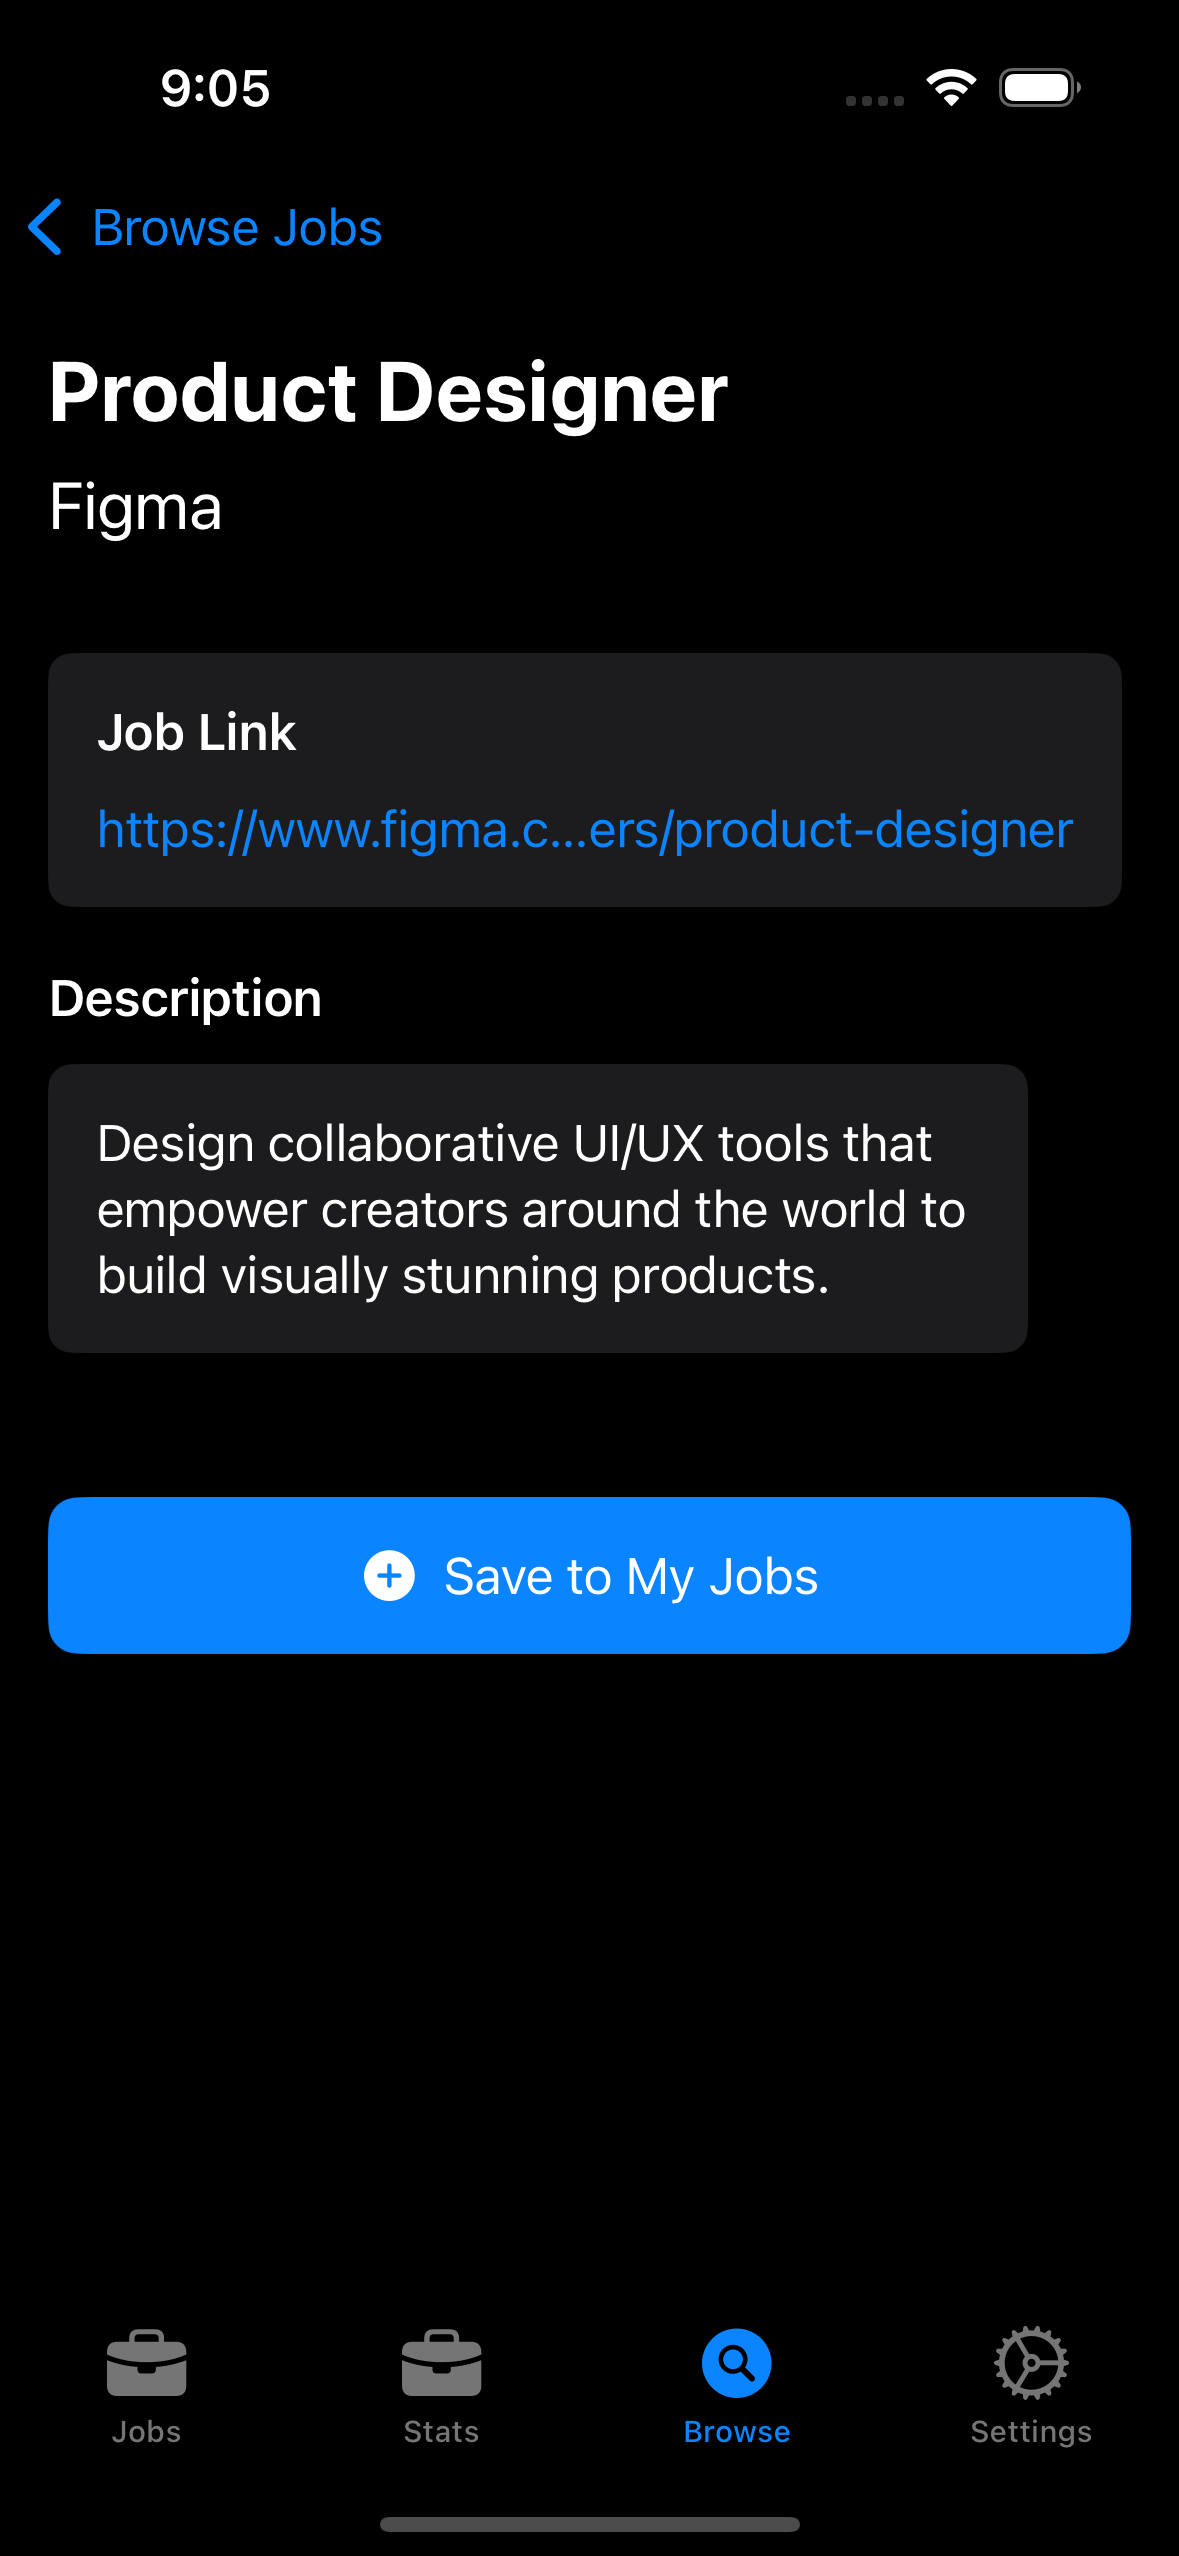 9:05
Browse Jobs
Product Designer
Figma
Job Link
https://www.figma.c...ers/product-designer
Description
Design collaborative UI/UX tools that
empower creators around the world to
build visually stunning products.
Save to My Jobs
Jobs
Stats
Browse
Settings